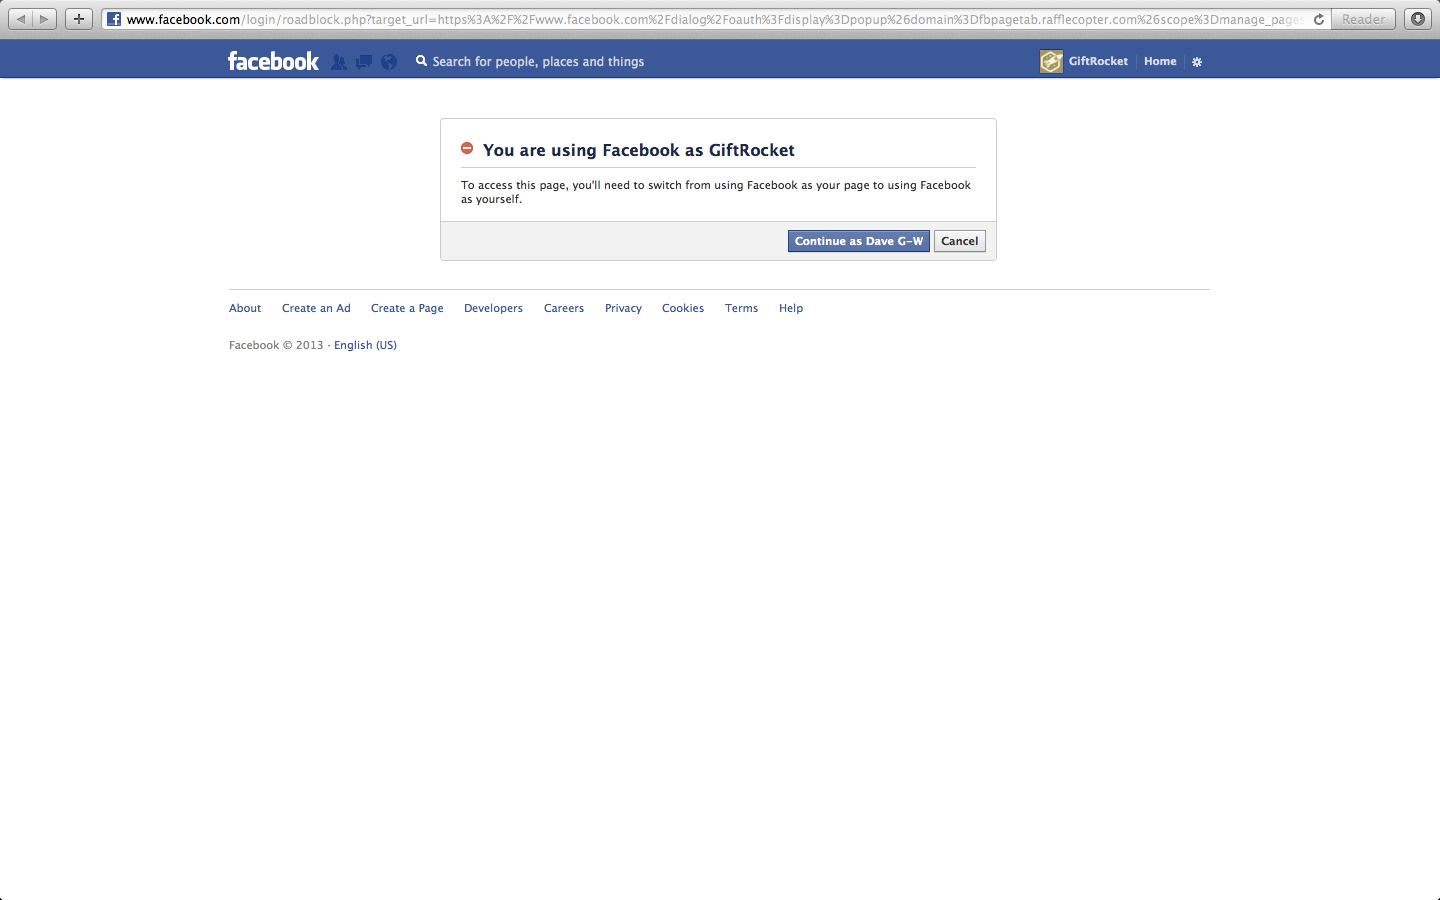 www.facebook.com/login/roadblock.php?target_url=https%3A%2F%2Fwww.facebook.com%2Fdialog%2Foauth%3Fdisplay%3Dpopup%26domain%3Dfbpagetab.rafflecopter.com%26scope%3Dmanage_pages Reader
facebook Search for people, places and things GiftRocket Home
You are using Facebook as GiftRocket
To access this page, you'll need to switch from using Facebook as your page to using Facebook
as yourself.
Continue as Dave G-W Cancel
About Create an Ad Create a Page Developers Careers Privacy Cookies Terms Help
Facebook © 2013 · English (US)